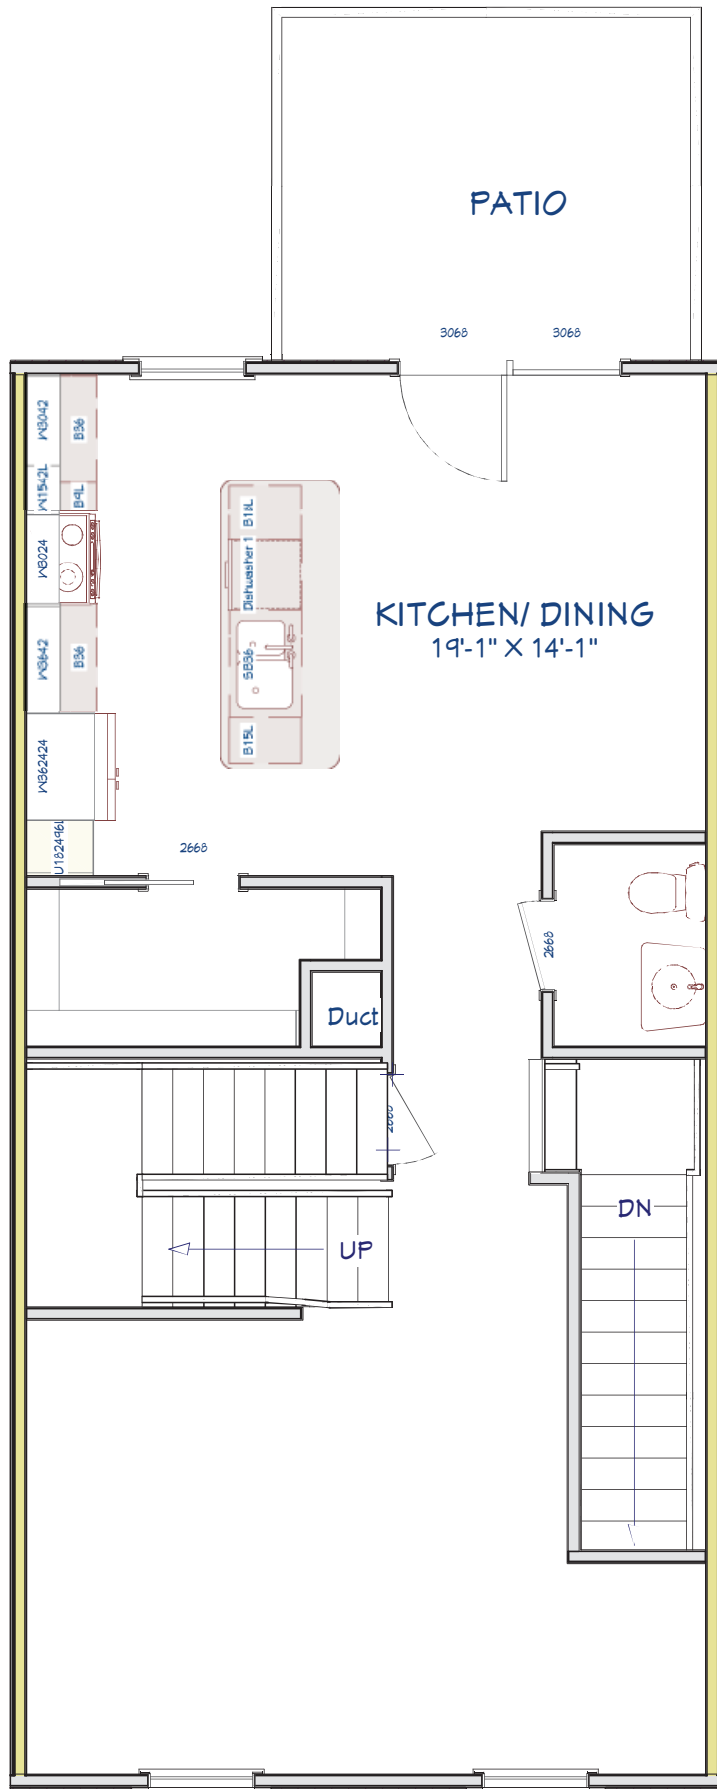 PATIO
3068
3068
W3042
B36
W1542L
B9L
W3024
W3642
B36
W362424
U182496L
B18L
Dishwasher 1
SB36
B15L
KITCHEN/ DINING
19'-1" X 14'-1"
2668
2668
Duct
2668
DN
UP